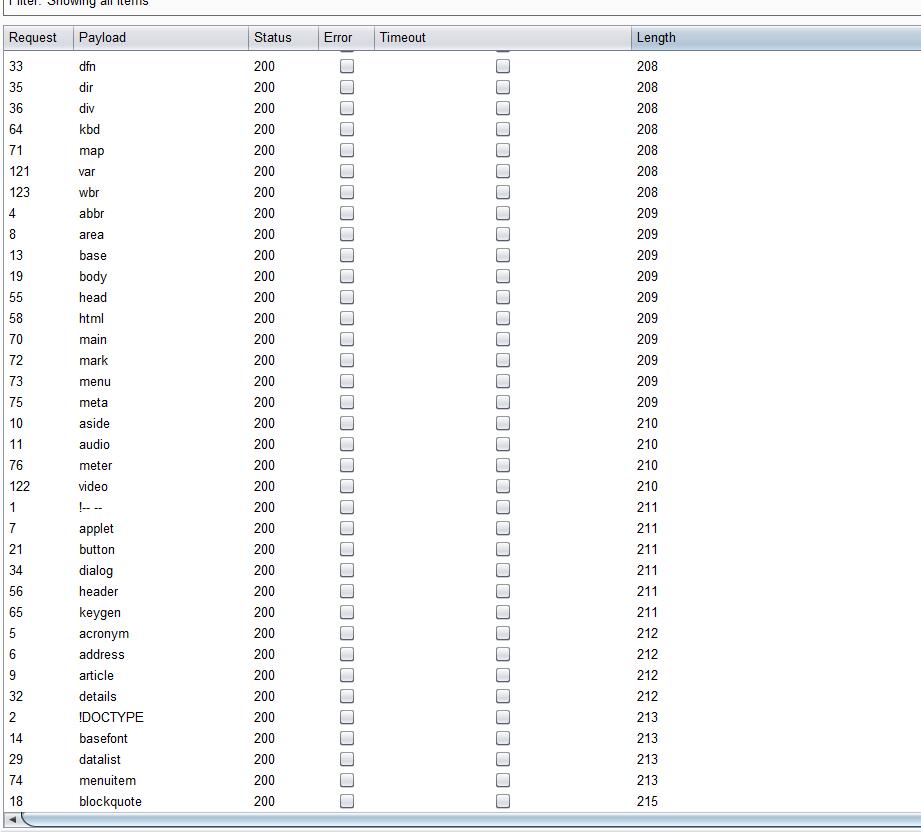 Filter: Showing all items
Request Payload Status Error Timeout Length
33 dfn 200 208
35 dir 200 208
36 div 200 208
64 kbd 200 208
71 map 200 208
121 var 200 208
123 wbr 200 208
4 abbr 200 209
8 area 200 209
13 base 200 209
19 body 200 209
55 head 200 209
58 html 200 209
70 main 200 209
72 mark 200 209
73 menu 200 209
75 meta 200 209
10 aside 200 210
11 audio 200 210
76 meter 200 210
122 video 200 210
1 !-- -- 200 211
7 applet 200 211
21 button 200 211
34 dialog 200 211
56 header 200 211
65 keygen 200 211
5 acronym 200 212
6 address 200 212
9 article 200 212
32 details 200 212
2 !DOCTYPE 200 213
14 basefont 200 213
29 datalist 200 213
74 menuitem 200 213
18 blockquote 200 215